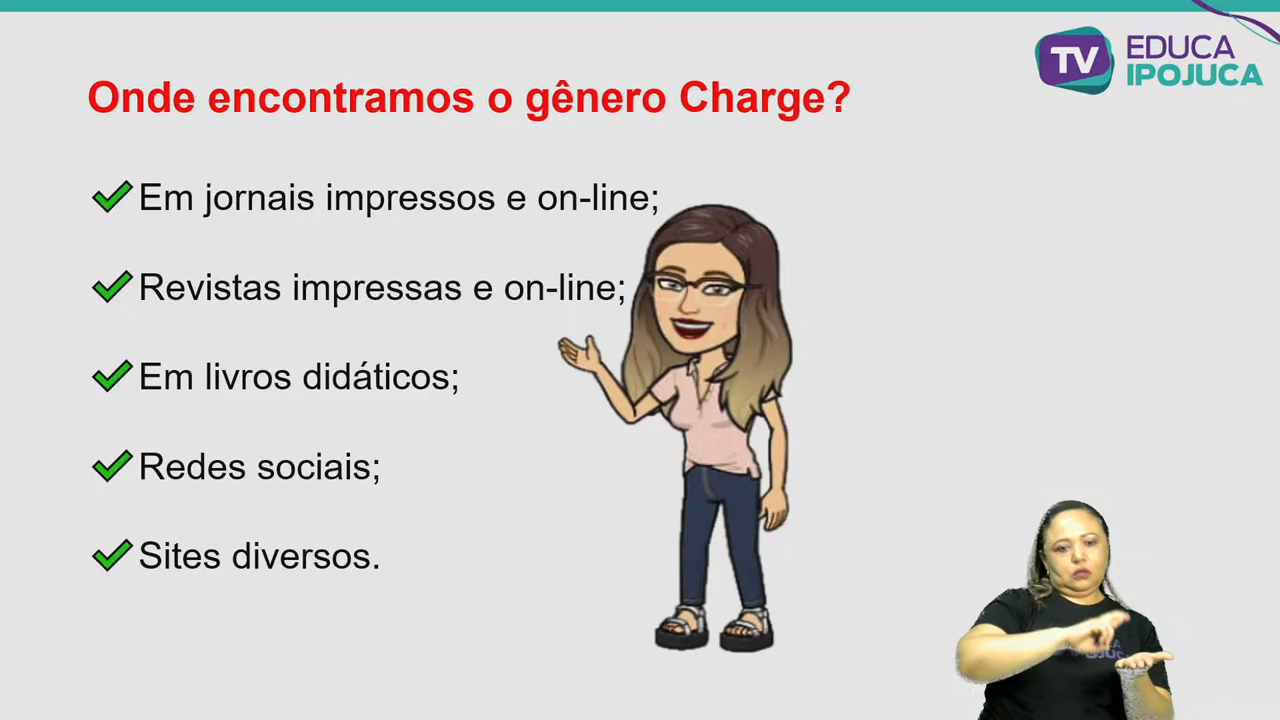 TV EDUCA
IPOJUCA
Onde encontramos o gênero Charge?
Em jornais impressos e on-line;
Revistas impressas e on-line;
Em livros didáticos;
Redes sociais;
Sites diversos.